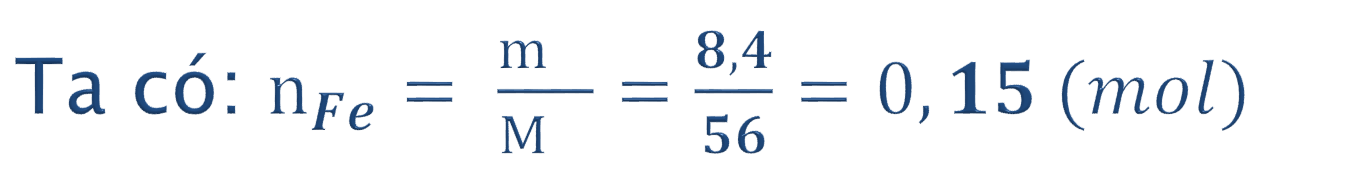 Ta có: n_Fe = m/M = 8,4/56 = 0,15 (mol)